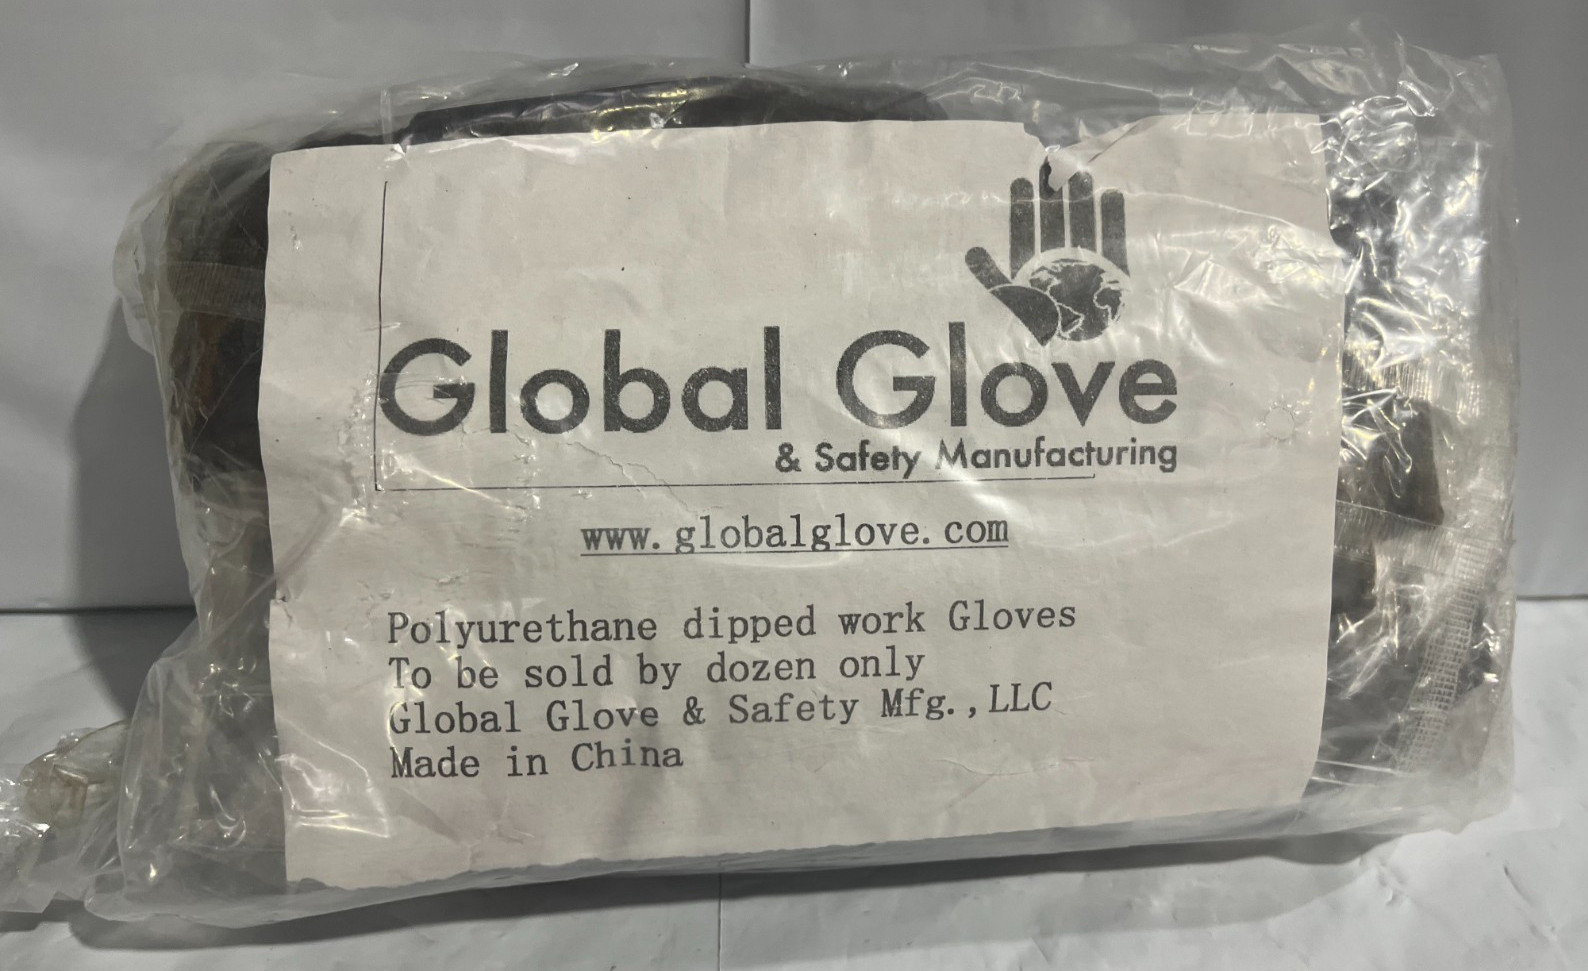 Global Glove
& Safety Manufacturing
www.globalglove.com
Polyurethane dipped work Gloves
To be sold by dozen only
Global Glove & Safety Mfg.,LLC
Made in China